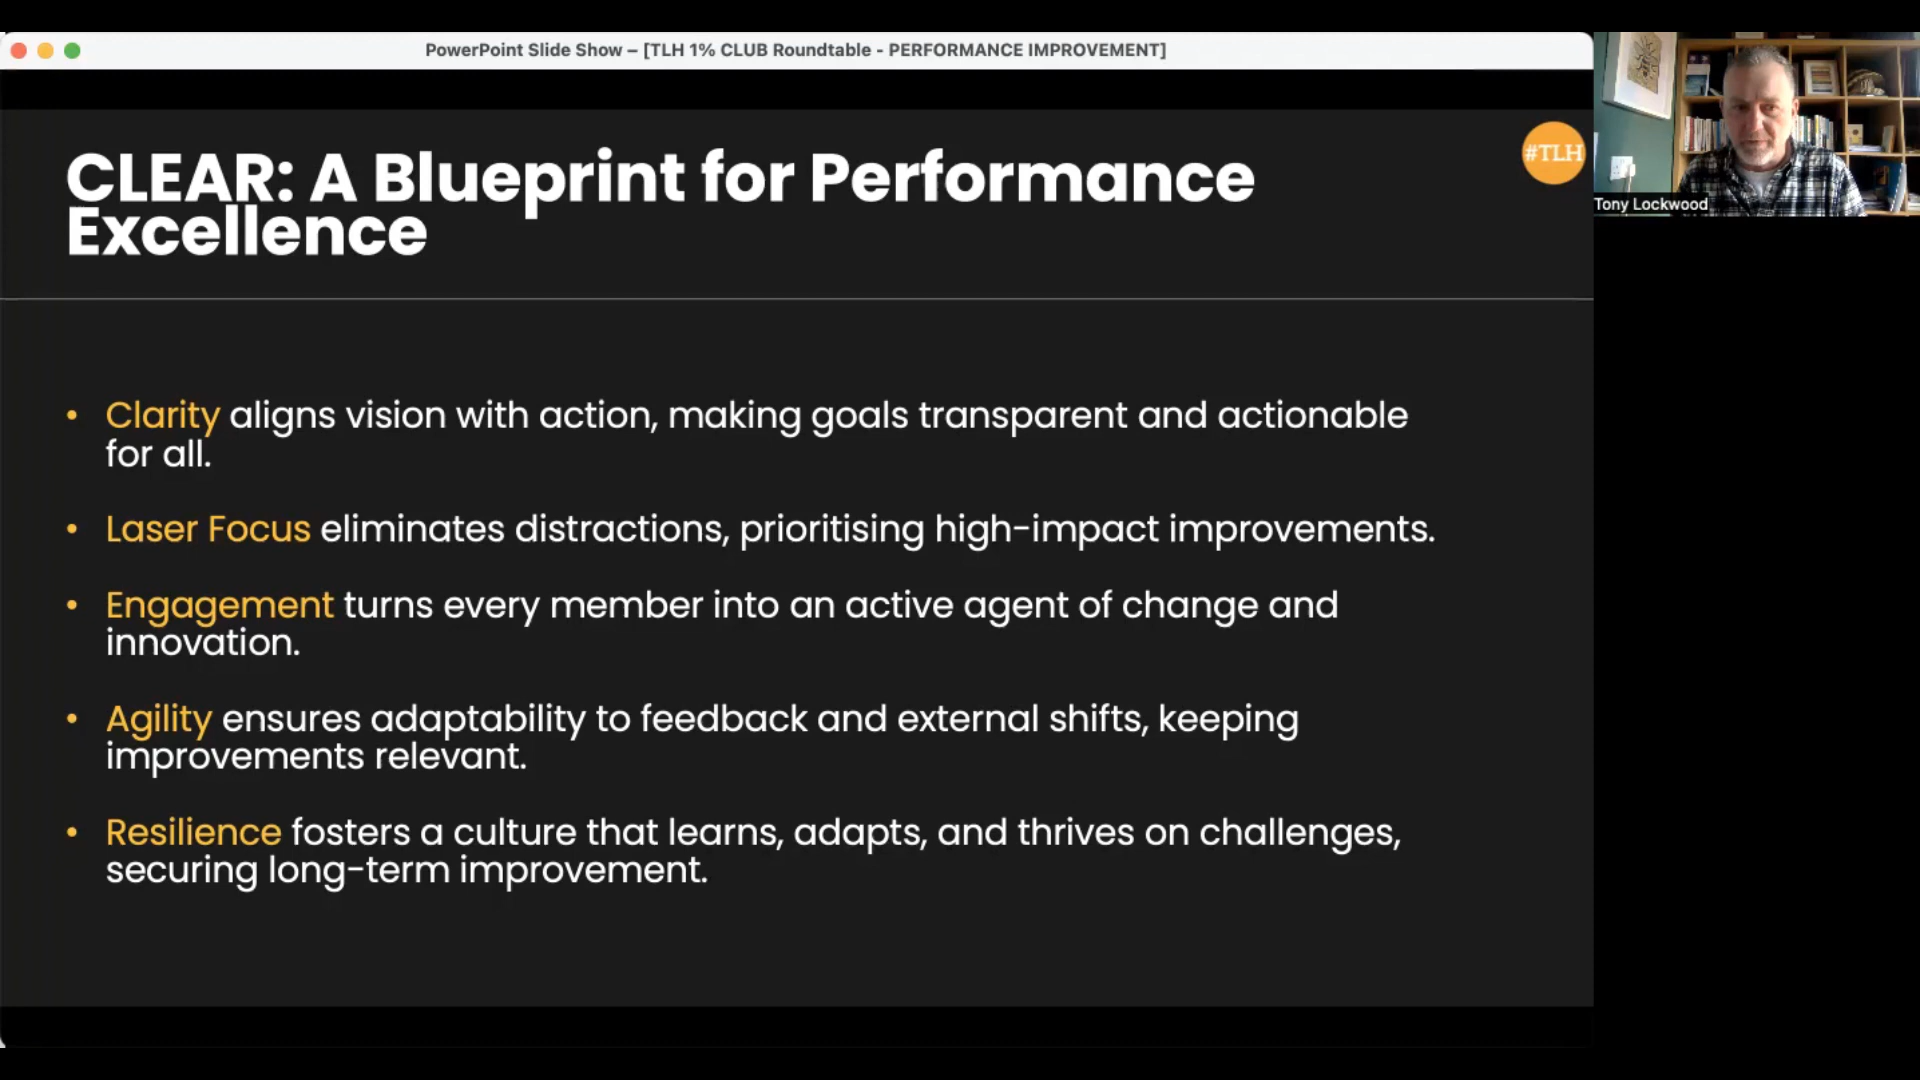 PowerPoint Slide Show – [TLH 1% CLUB Roundtable - PERFORMANCE IMPROVEMENT]
CLEAR: A Blueprint for Performance
Excellence
#TLH
Tony Lockwood
• Clarity aligns vision with action, making goals transparent and actionable
for all.
• Laser Focus eliminates distractions, prioritising high-impact improvements.
• Engagement turns every member into an active agent of change and
innovation.
• Agility ensures adaptability to feedback and external shifts, keeping
improvements relevant.
• Resilience fosters a culture that learns, adapts, and thrives on challenges,
securing long-term improvement.